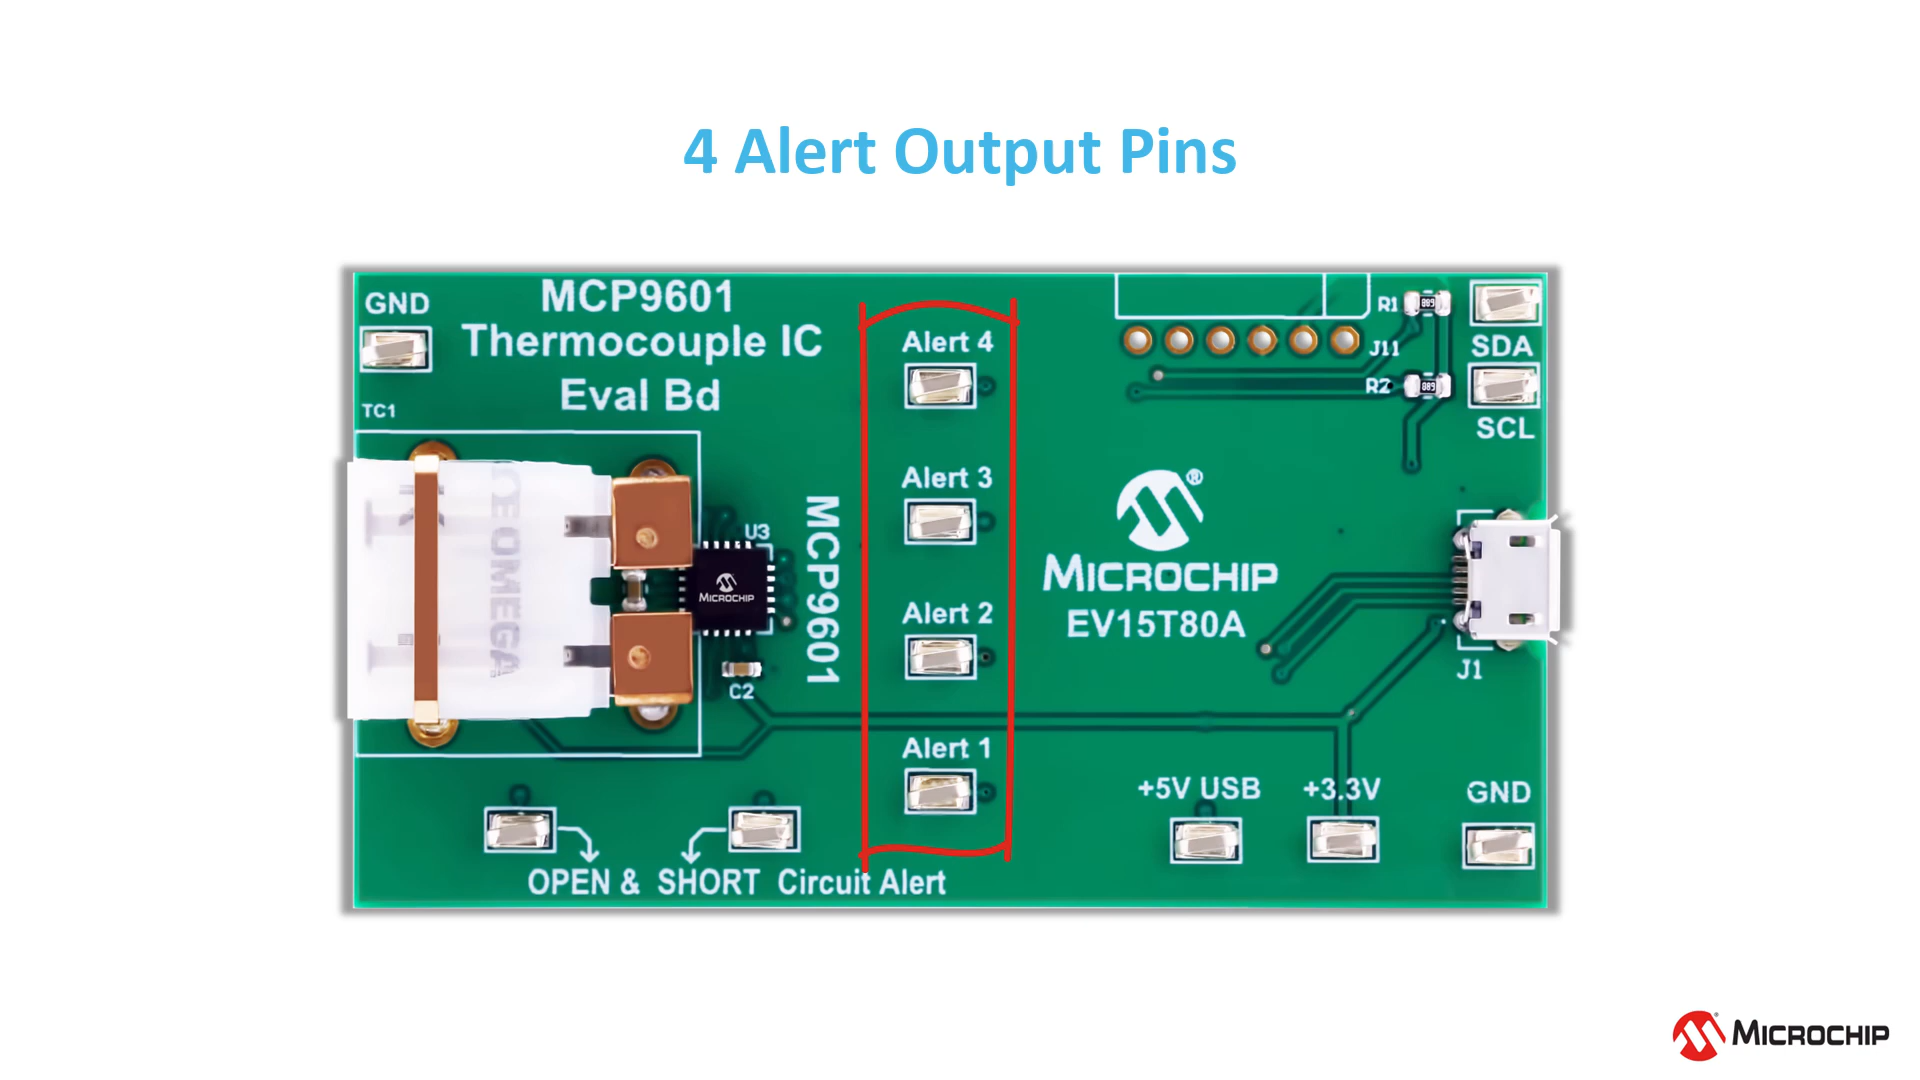 4 Alert Output Pins
GND
MCP9601
Thermocouple IC
Eval Bd
TC1
Alert 4
R1
J11
R2
SDA
SCL
Alert 3
OMEGA
U3
MICROCHIP
MCP9601
Alert 2
®
MICROCHIP
EV15T80A
J1
C2
Alert 1
+5V USB
+3.3V
GND
OPEN & SHORT Circuit Alert
MICROCHIP